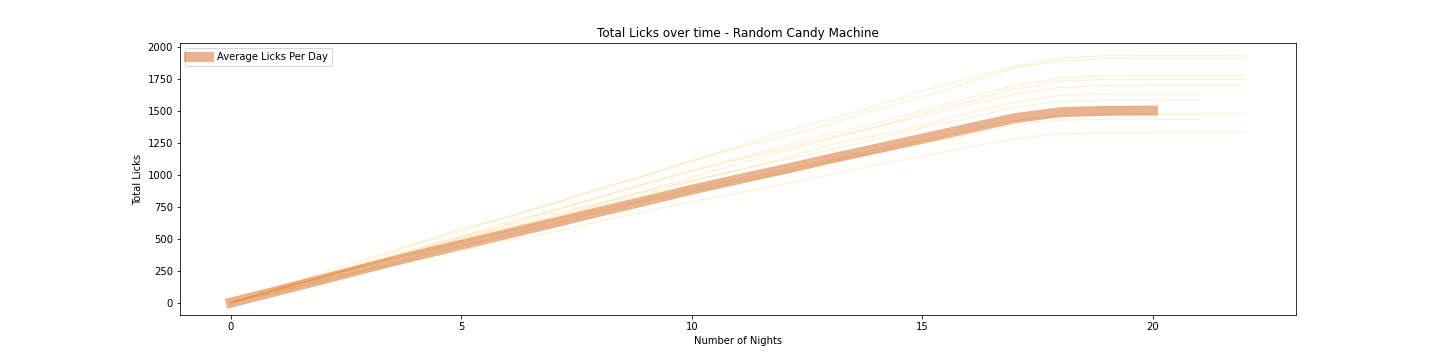 Total Licks over time - Random Candy Machine
Average Licks Per Day
Total Licks
2000
1750
1500
1250
1000
750
500
250
0
0 5 10 15 20
Number of Nights